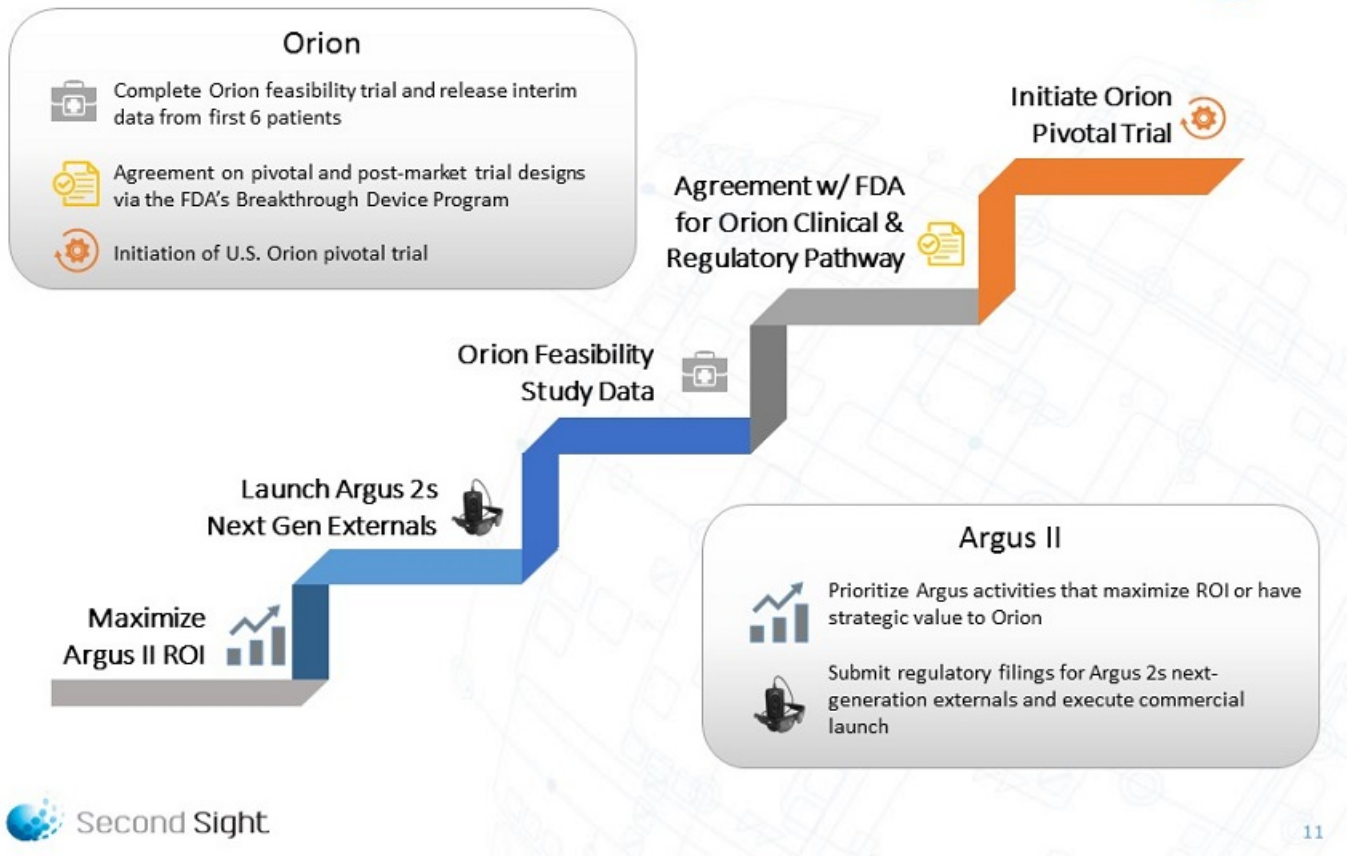 Orion
Complete Orion feasibility trial and release interim
data from first 6 patients
Agreement on pivotal and post-market trial designs
via the FDA's Breakthrough Device Program
Initiation of U.S. Orion pivotal trial
Initiate Orion
Pivotal Trial
Agreement w/ FDA
for Orion Clinical &
Regulatory Pathway
Orion Feasibility
Study Data
Launch Argus 2s
Next Gen Externals
Maximize
Argus II ROI
Argus II
Prioritize Argus activities that maximize ROI or have
strategic value to Orion
Submit regulatory filings for Argus 2s next-
generation externals and execute commercial
launch
Second Sight
11